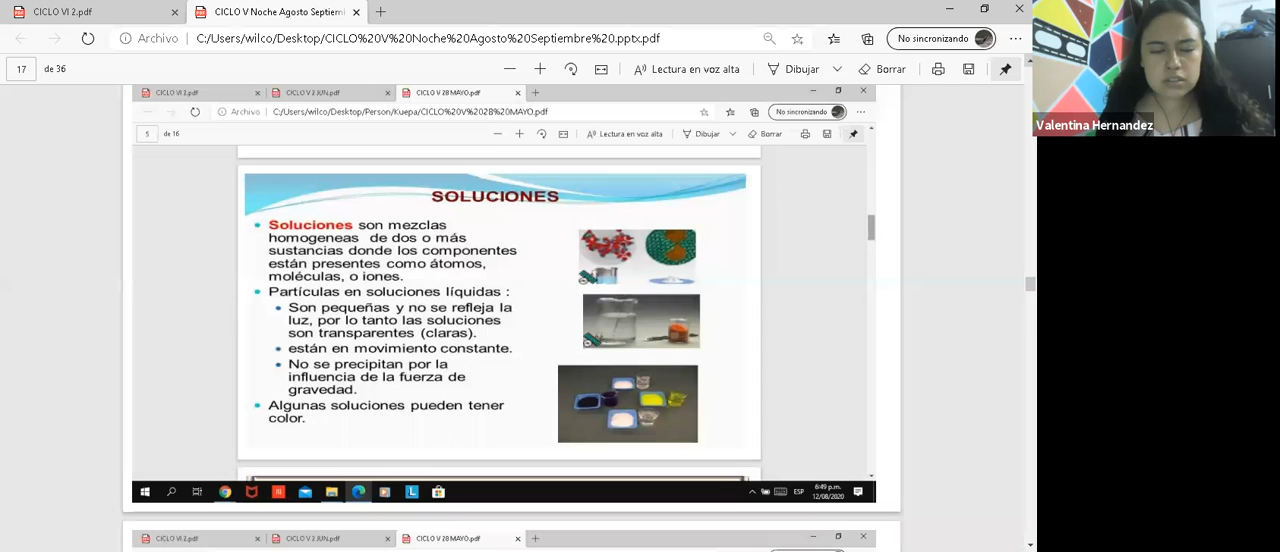 CICLO VI 2.pdf
CICLO V Noche Agosto Septiem
Archivo
C:/Users/wilco/Desktop/CICLO%20V%20Noche%20Agosto%20Septiembre%20.pptx.pdf
No sincronizando
17 de 36
Lectura en voz alta
Dibujar
Borrar
Valentina Hernandez
CICLO VI 2.pdf
CICLO V 2 JUN.pdf
CICLO V 28 MAYO.pdf
Archivo
C:/Users/wilco/Desktop/Person/Kuepa/CICLO%20V%2028%20MAYO.pdf
No sincronizando
5 de 16
Lectura en voz alta
Dibujar
Borrar
SOLUCIONES
Soluciones son mezclas
homogeneas de dos o más
sustancias donde los componentes
están presentes como átomos,
moléculas, o iones.
Partículas en soluciones líquidas :
Son pequeñas y no se refleja la
luz, por lo tanto las soluciones
son transparentes (claras).
están en movimiento constante.
No se precipitan por la
influencia de la fuerza de
gravedad.
Algunas soluciones pueden tener
color.
ESP
6:49 p.m.
12/08/2020
CICLO VI 2.pdf
CICLO V 2 JUN.pdf
CICLO V 28 MAYO.pdf